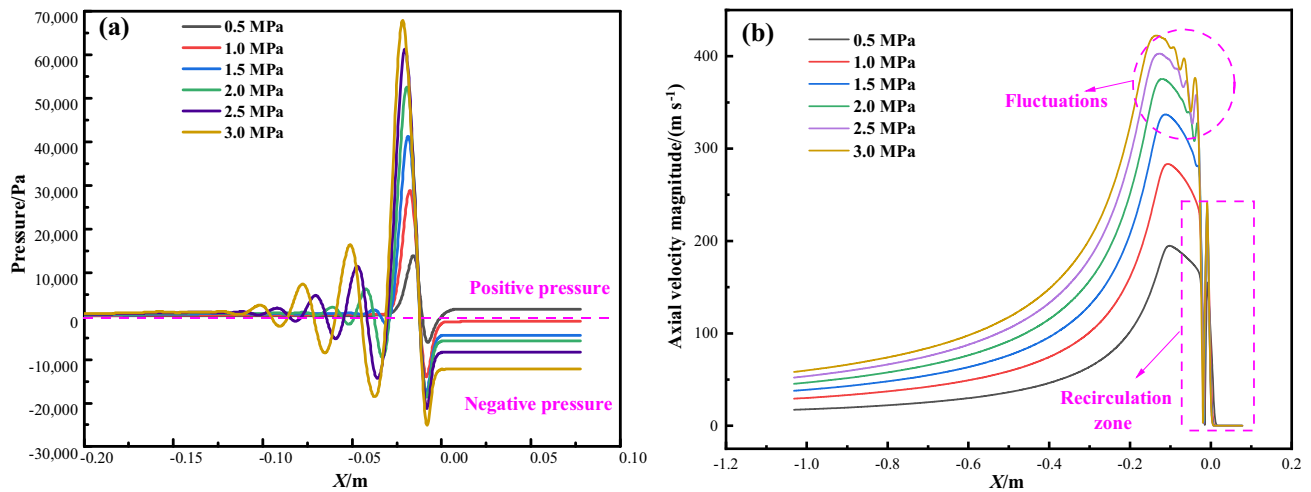 (a)
0.5 MPa
1.0 MPa
1.5 MPa
2.0 MPa
2.5 MPa
3.0 MPa
70,000
60,000
50,000
40,000
30,000
20,000
10,000
0
-10,000
-20,000
-30,000
Pressure/Pa
Positive pressure
Negative pressure
-0.20
-0.15
-0.10
-0.05
0.00
0.05
0.10
X/m
(b)
0.5 MPa
1.0 MPa
1.5 MPa
2.0 MPa
2.5 MPa
3.0 MPa
400
300
200
100
0
Axial velocity magnitude/(m s⁻¹)
Fluctuations
Recirculation
zone
-1.2
-1.0
-0.8
-0.6
-0.4
-0.2
0.0
0.2
X/m